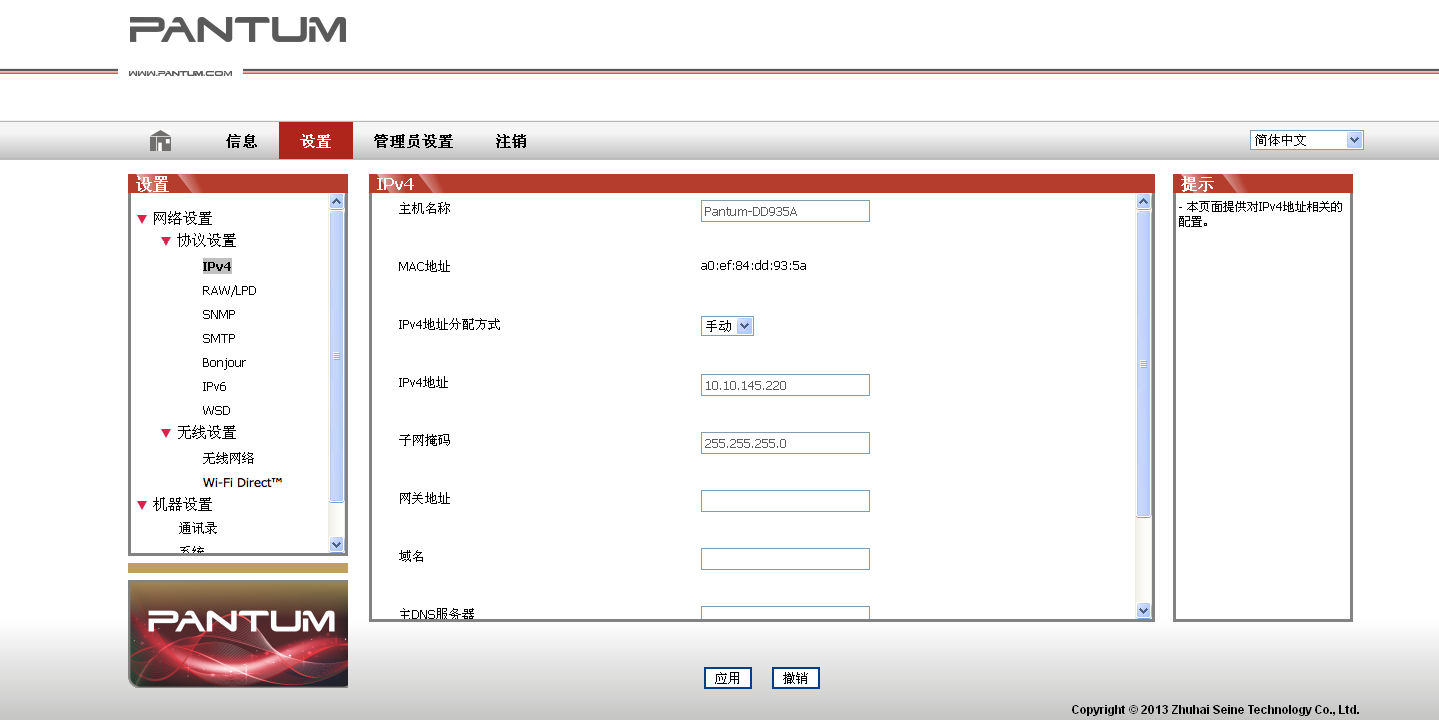 PANTUM
WWW.PANTUM.COM
信息
设置
管理员设置
注销
简体中文
设置
网络设置
协议设置
IPv4
RAW/LPD
SNMP
SMTP
Bonjour
IPv6
WSD
无线设置
无线网络
Wi-Fi Direct™
机器设置
通讯录
系统
PANTUM
IPv4
主机名称
Pantum-DD935A
MAC地址
a0:ef:84:dd:93:5a
IPv4地址分配方式
手动
IPv4地址
10.10.145.220
子网掩码
255.255.255.0
网关地址
域名
主DNS服务器
应用
撤销
提示
- 本页面提供对IPv4地址相关的
配置。
Copyright © 2013 Zhuhai Seine Technology Co., Ltd.